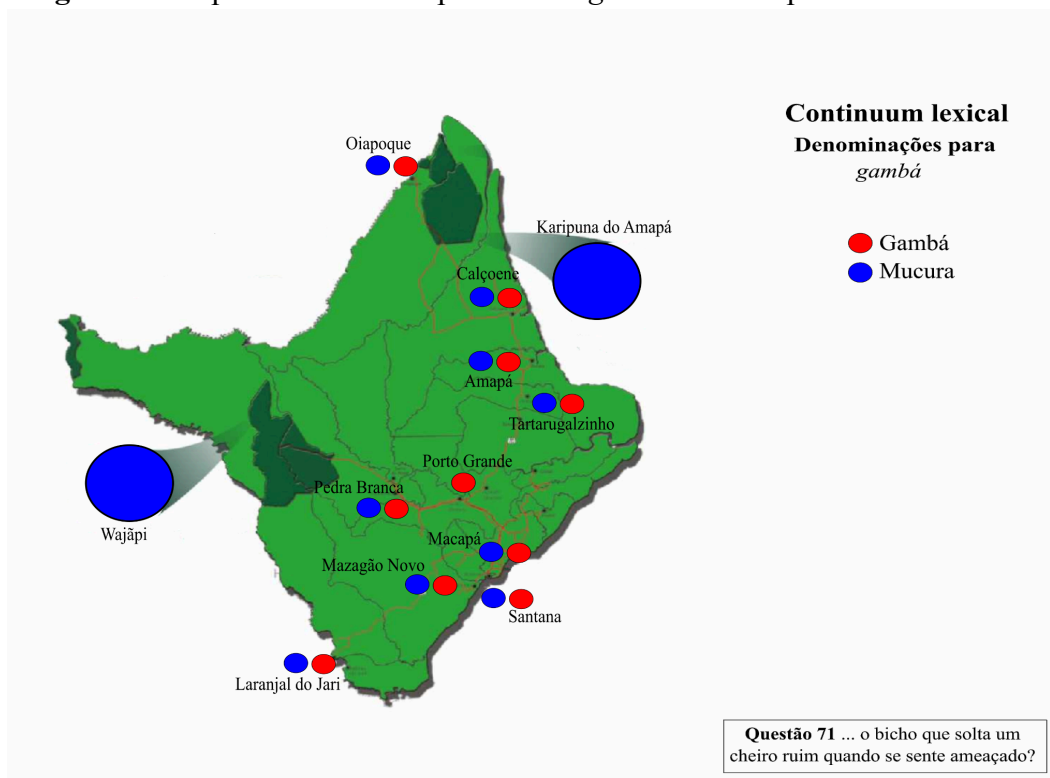 Continuum lexical
Denominações para
gambá
Gambá
Mucura
Oiapoque
Karipuna do Amapá
Calçoene
Amapá
Tartarugalzinho
Porto Grande
Pedra Branca
Wajãpi
Macapá
Mazagão Novo
Santana
Laranjal do Jari
Questão 71 ... o bicho que solta um
cheiro ruim quando se sente ameaçado?